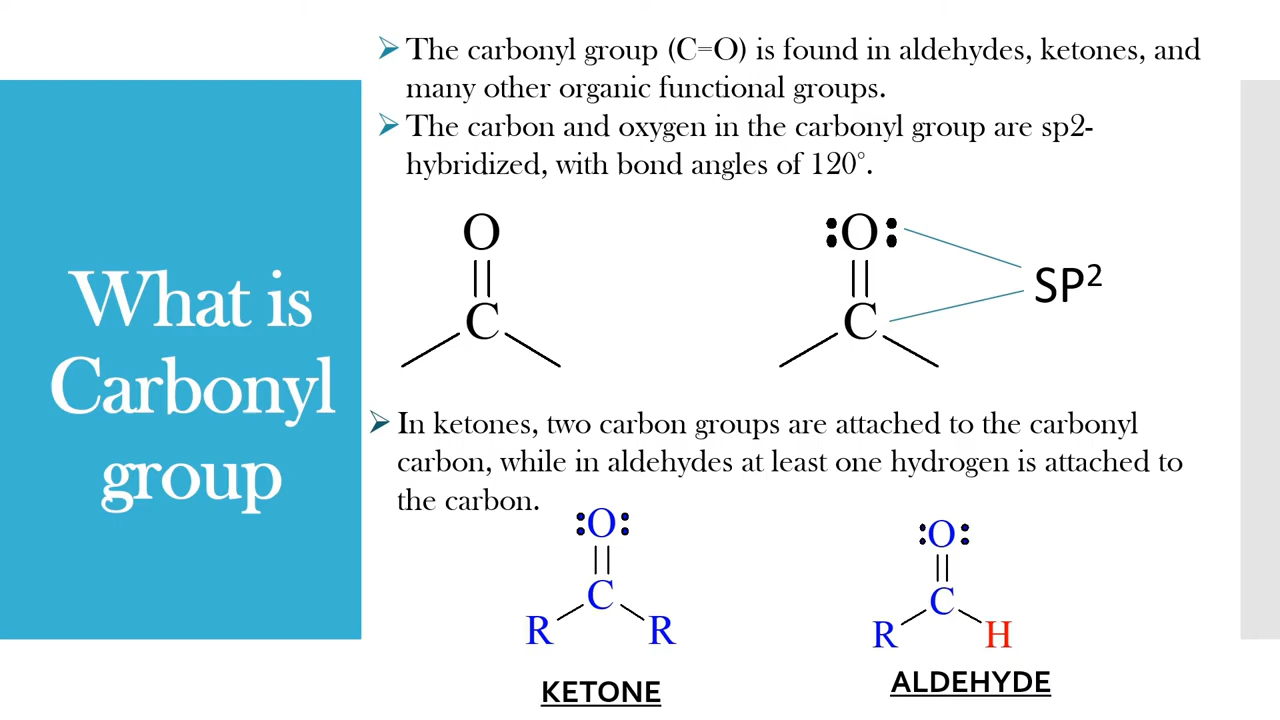 What is
Carbonyl
group
➢ The carbonyl group (C=O) is found in aldehydes, ketones, and
many other organic functional groups.
➢ The carbon and oxygen in the carbonyl group are sp2-
hybridized, with bond angles of 120°.
O
C
:O:
C
SP²
➢ In ketones, two carbon groups are attached to the carbonyl
carbon, while in aldehydes at least one hydrogen is attached to
the carbon.
:O:
C
R R
KETONE
:O:
C
R H
ALDEHYDE